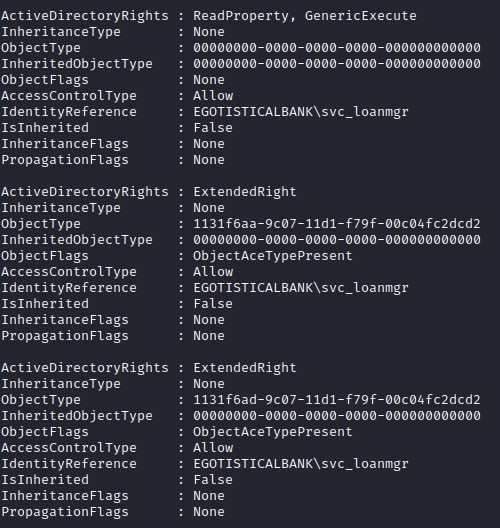 ActiveDirectoryRights : ReadProperty, GenericExecute
InheritanceType : None
ObjectType : 00000000-0000-0000-0000-000000000000
InheritedObjectType : 00000000-0000-0000-0000-000000000000
ObjectFlags : None
AccessControlType : Allow
IdentityReference : EGOTISTICALBANK\svc_loanmgr
IsInherited : False
InheritanceFlags : None
PropagationFlags : None

ActiveDirectoryRights : ExtendedRight
InheritanceType : None
ObjectType : 1131f6aa-9c07-11d1-f79f-00c04fc2dcd2
InheritedObjectType : 00000000-0000-0000-0000-000000000000
ObjectFlags : ObjectAceTypePresent
AccessControlType : Allow
IdentityReference : EGOTISTICALBANK\svc_loanmgr
IsInherited : False
InheritanceFlags : None
PropagationFlags : None

ActiveDirectoryRights : ExtendedRight
InheritanceType : None
ObjectType : 1131f6ad-9c07-11d1-f79f-00c04fc2dcd2
InheritedObjectType : 00000000-0000-0000-0000-000000000000
ObjectFlags : ObjectAceTypePresent
AccessControlType : Allow
IdentityReference : EGOTISTICALBANK\svc_loanmgr
IsInherited : False
InheritanceFlags : None
PropagationFlags : None